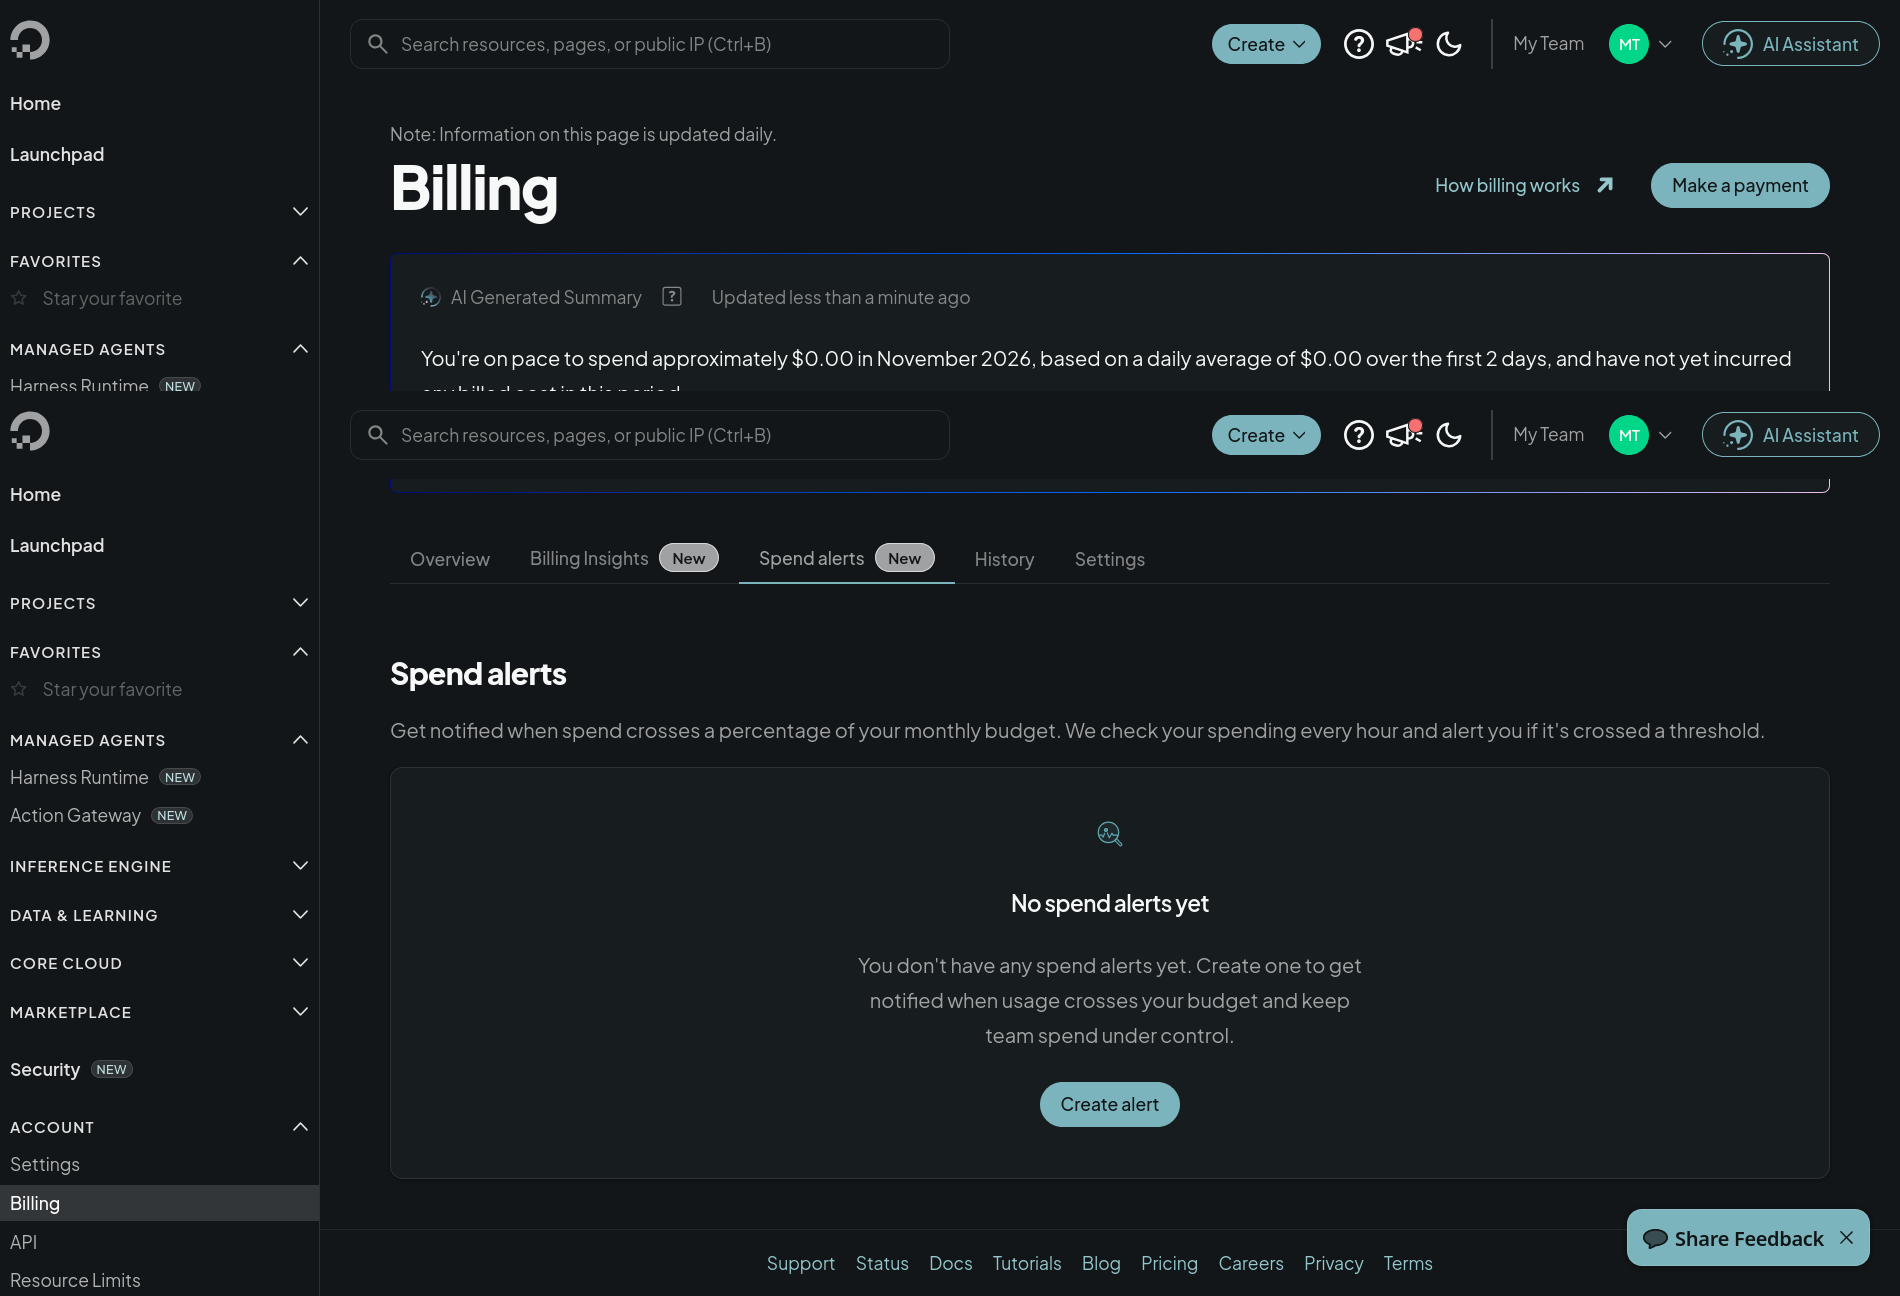 Search resources, pages, or public IP (Ctrl+B)
Create
My Team
MT
AI Assistant
Home
Launchpad
PROJECTS
FAVORITES
Star your favorite
MANAGED AGENTS
Harness Runtime NEW
Note: Information on this page is updated daily.
Billing
How billing works
Make a payment
AI Generated Summary
?
Updated less than a minute ago
You're on pace to spend approximately $0.00 in November 2026, based on a daily average of $0.00 over the first 2 days, and have not yet incurred
any billed cost in this period.
Search resources, pages, or public IP (Ctrl+B)
Create
My Team
MT
AI Assistant
Home
Launchpad
PROJECTS
FAVORITES
Star your favorite
MANAGED AGENTS
Harness Runtime NEW
Action Gateway NEW
INFERENCE ENGINE
DATA & LEARNING
CORE CLOUD
MARKETPLACE
Security NEW
ACCOUNT
Settings
Billing
API
Resource Limits
Overview
Billing Insights New
Spend alerts New
History
Settings
Spend alerts
Get notified when spend crosses a percentage of your monthly budget. We check your spending every hour and alert you if it's crossed a threshold.
No spend alerts yet
You don't have any spend alerts yet. Create one to get
notified when usage crosses your budget and keep
team spend under control.
Create alert
Share Feedback
Support Status Docs Tutorials Blog Pricing Careers Privacy Terms